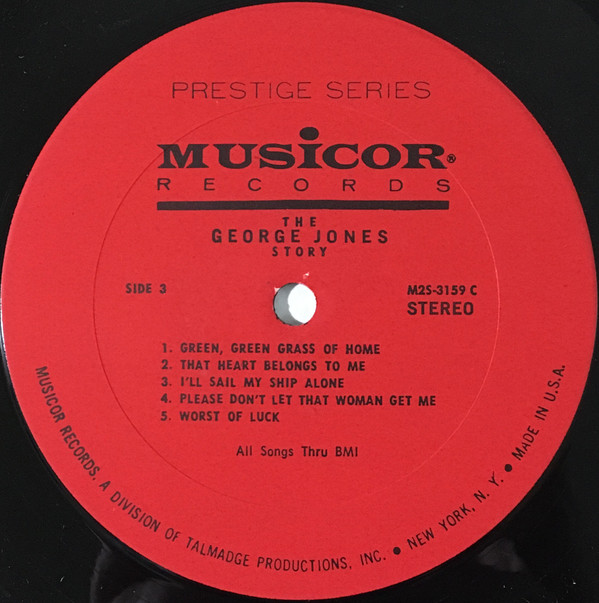 PRESTIGE SERIES
MUSICOR®
RECORDS
THE
GEORGE JONES
STORY
SIDE 3
M2S-3159 C
STEREO
1. GREEN, GREEN GRASS OF HOME
2. THAT HEART BELONGS TO ME
3. I'LL SAIL MY SHIP ALONE
4. PLEASE DON'T LET THAT WOMAN GET ME
5. WORST OF LUCK
All Songs Thru BMI
MUSICOR RECORDS, A DIVISION OF TALMADGE PRODUCTIONS, INC. ● NEW YORK, N. Y. ● MADE IN U.S.A.